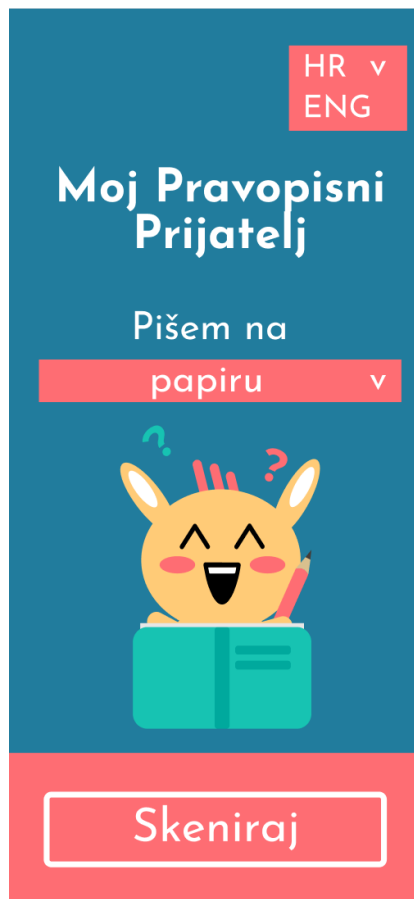 HR v
ENG
Moj Pravopisni
Prijatelj
Pišem na
papiru v
? ?
Skeniraj